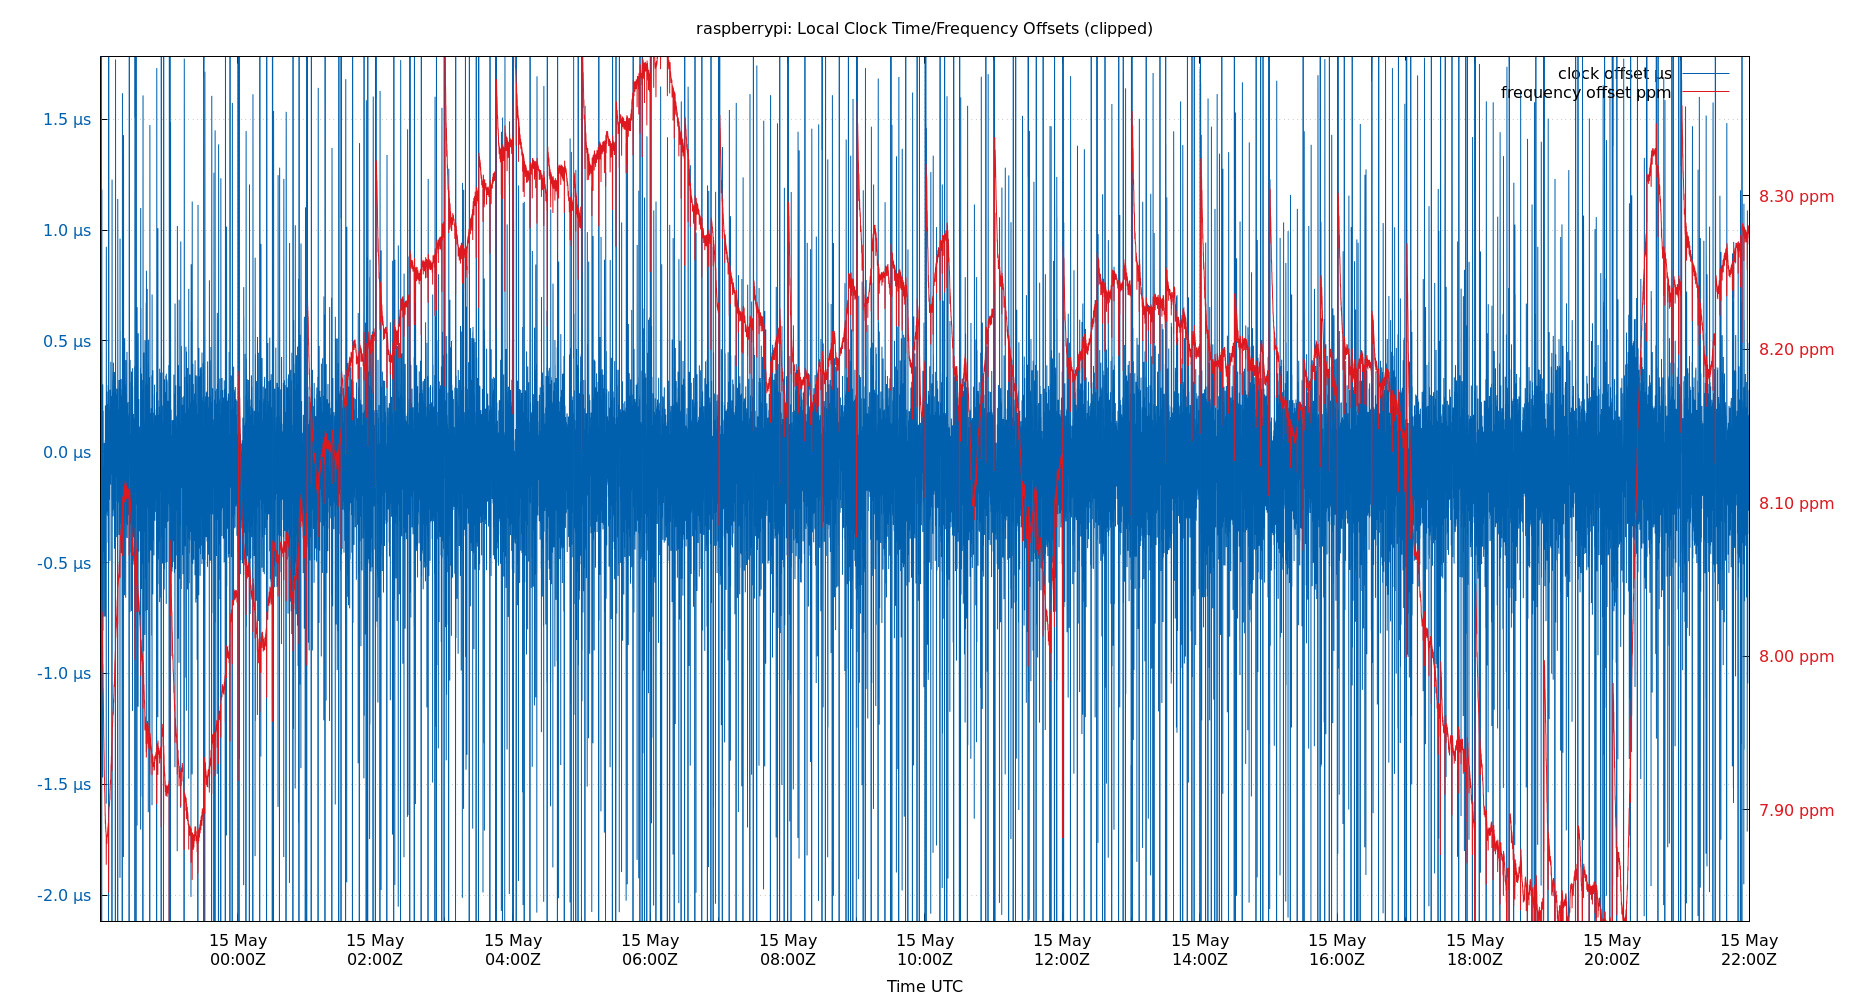 raspberrypi: Local Clock Time/Frequency Offsets (clipped)
clock offset µs
frequency offset ppm
1.5 µs
1.0 µs
0.5 µs
0.0 µs
-0.5 µs
-1.0 µs
-1.5 µs
-2.0 µs
8.30 ppm
8.20 ppm
8.10 ppm
8.00 ppm
7.90 ppm
15 May 15 May 15 May 15 May 15 May 15 May 15 May 15 May 15 May 15 May 15 May 15 May
00:00Z 02:00Z 04:00Z 06:00Z 08:00Z 10:00Z 12:00Z 14:00Z 16:00Z 18:00Z 20:00Z 22:00Z
Time UTC